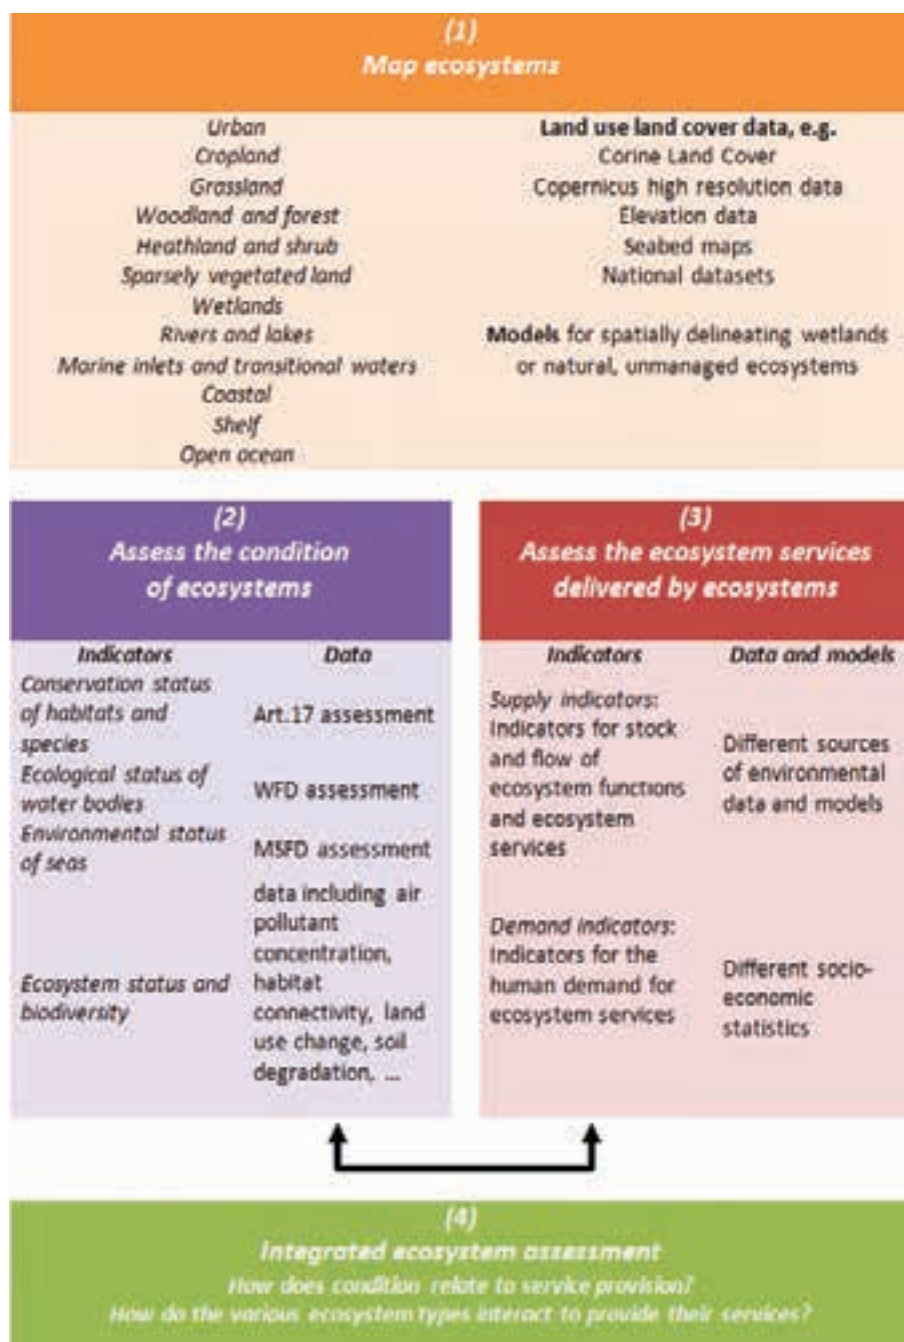 (1)
Map ecosystems
Urban
Cropland
Grassland
Woodland and forest
Heathland and shrub
Sparsely vegetated land
Wetlands
Rivers and lakes
Marine inlets and transitional waters
Coastal
Shelf
Open ocean
Land use land cover data, e.g.
Corine Land Cover
Copernicus high resolution data
Elevation data
Seabed maps
National datasets
Models for spatially delineating wetlands
or natural, unmanaged ecosystems
(2)
Assess the condition
of ecosystems
Indicators Data
Conservation status
of habitats and
species
Art.17 assessment
Ecological status of
water bodies
WFD assessment
Environmental status
of seas
MSFD assessment
Ecosystem status and
biodiversity
data including air
pollutant
concentration,
habitat
connectivity, land
use change, soil
degradation, ...
(3)
Assess the ecosystem services
delivered by ecosystems
Indicators Data and models
Supply indicators:
Indicators for stock
and flow of
ecosystem functions
and ecosystem
services
Different sources
of environmental
data and models
Demand indicators:
Indicators for the
human demand for
ecosystem services
Different socio-
economic
statistics
(4)
Integrated ecosystem assessment
How does condition relate to service provision?
How do the various ecosystem types interact to provide their services?